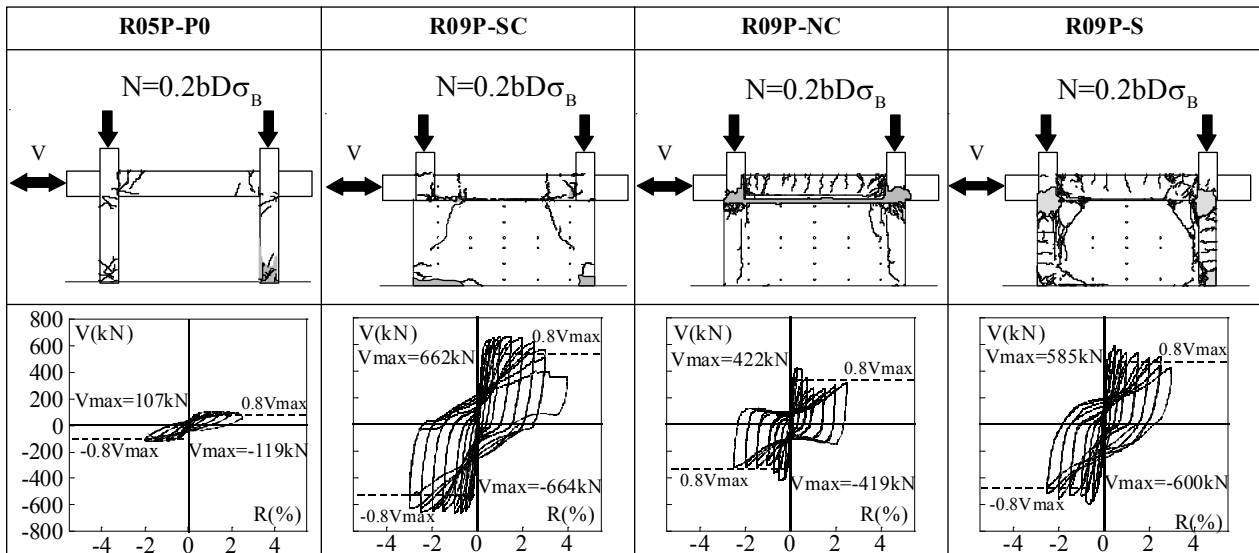 R05P-P0 R09P-SC R09P-NC R09P-S
N=0.2bDσB N=0.2bDσB N=0.2bDσB N=0.2bDσB
V V V V
800 V(kN) V(kN) V(kN) V(kN)
600
400
200
0
-200
-400
-600
-800
Vmax=107kN 0.8Vmax
-0.8Vmax Vmax=-119kN
R(%)
-4 -2 0 2 4
Vmax=662kN 0.8Vmax
Vmax=-664kN
-0.8Vmax R(%)
-4 -2 0 2 4
Vmax=422kN 0.8Vmax
0.8Vmax Vmax=-419kN
R(%)
-4 -2 0 2 4
Vmax=585kN 0.8Vmax
-0.8Vmax Vmax=-600kN
R(%)
-4 -2 0 2 4